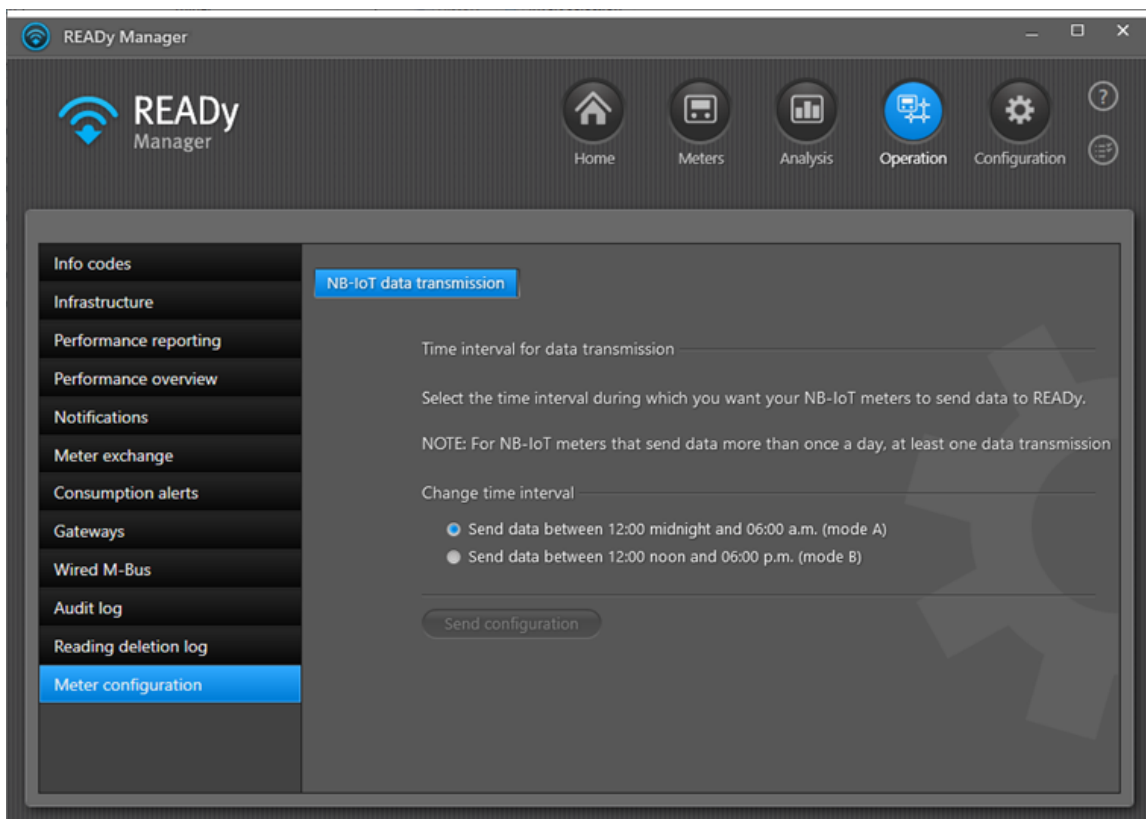 READy Manager
READy
Manager
Home
Meters
Analysis
Operation
Configuration
?
Info codes
Infrastructure
Performance reporting
Performance overview
Notifications
Meter exchange
Consumption alerts
Gateways
Wired M-Bus
Audit log
Reading deletion log
Meter configuration
NB-IoT data transmission
Time interval for data transmission
Select the time interval during which you want your NB-IoT meters to send data to READy.
NOTE: For NB-IoT meters that send data more than once a day, at least one data transmission
Change time interval
Send data between 12:00 midnight and 06:00 a.m. (mode A)
Send data between 12:00 noon and 06:00 p.m. (mode B)
Send configuration